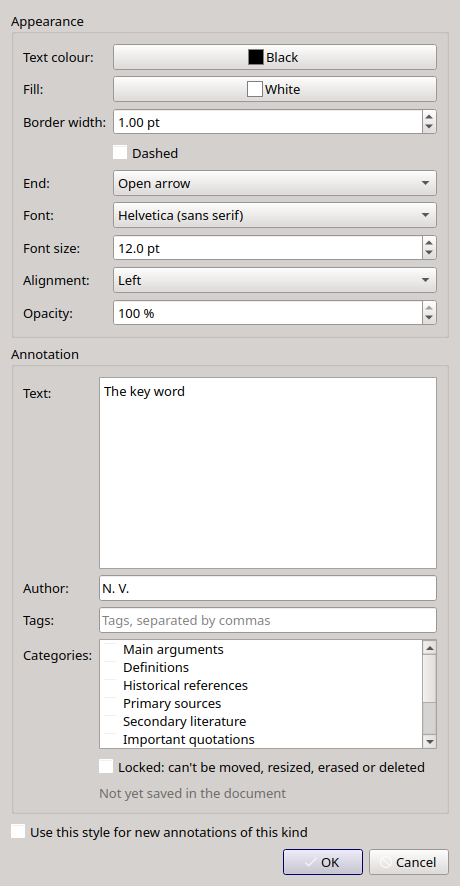 Appearance
Text colour: Black
Fill: White
Border width: 1.00 pt
Dashed
End: Open arrow
Font: Helvetica (sans serif)
Font size: 12.0 pt
Alignment: Left
Opacity: 100 %
Annotation
Text: The key word
Author: N. V.
Tags: Tags, separated by commas
Categories: Main arguments
Definitions
Historical references
Primary sources
Secondary literature
Important quotations
Locked: can't be moved, resized, erased or deleted
Not yet saved in the document
Use this style for new annotations of this kind
OK Cancel